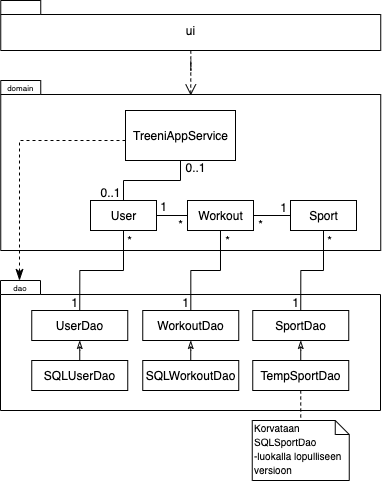 ui
domain
TreeniAppService
0..1
0..1
User
1
*
Workout
*
1
Sport
*
*
*
dao
1
1
1
UserDao
WorkoutDao
SportDao
SQLUserDao
SQLWorkoutDao
TempSportDao
Korvataan
SQLSportDao
-luokalla lopulliseen
versioon